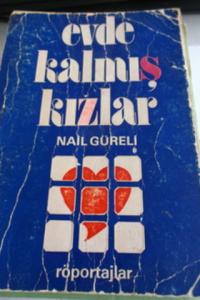 evde
kalmış
kızlar
NAİL GÜRELİ
röportajlar